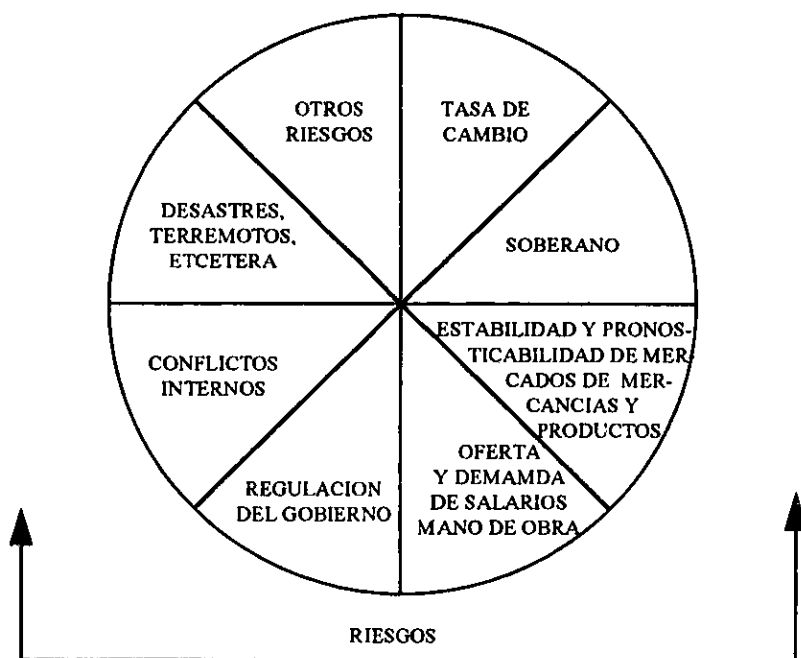 OTROS
RIESGOS
TASA DE
CAMBIO
SOBERANO
ESTABILIDAD Y PRONOS-
TICABILIDAD DE MER-
CADOS DE MER-
CANCIAS Y
PRODUCTOS
OFERTA
Y DEMAMDA
DE SALARIOS
MANO DE OBRA
REGULACION
DEL GOBIERNO
CONFLICTOS
INTERNOS
DESASTRES,
TERREMOTOS,
ETCETERA
RIESGOS